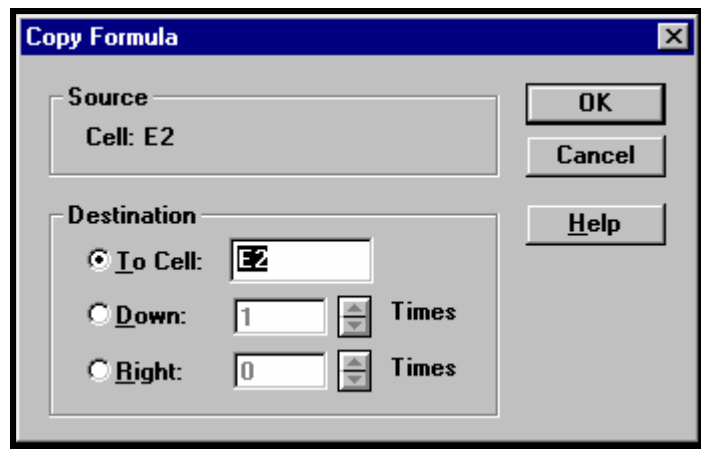 Copy Formula
Source
Cell: E2
OK
Cancel
Destination
Help
To Cell: E2
Down: 1 Times
Right: 0 Times